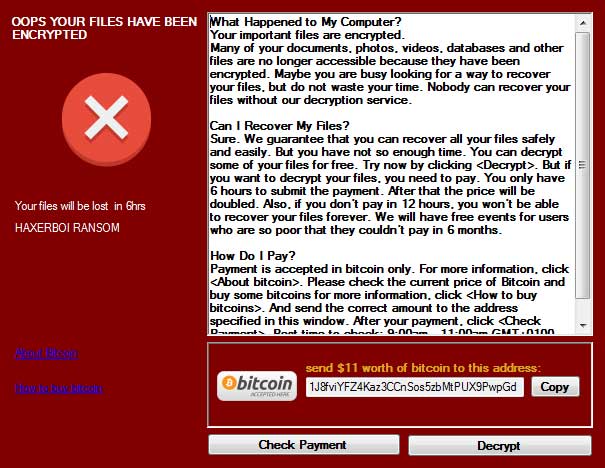 OOPS YOUR FILES HAVE BEEN
ENCRYPTED
Your files will be lost in 6hrs
HAXERBOI RANSOM
About Bitcoin
How to buy bitcoin
What Happened to My Computer?
Your important files are encrypted.
Many of your documents, photos, videos, databases and other
files are no longer accessible because they have been
encrypted. Maybe you are busy looking for a way to recover
your files, but do not waste your time. Nobody can recover your
files without our decryption service.
Can I Recover My Files?
Sure. We guarantee that you can recover all your files safely
and easily. But you have not so enough time. You can decrypt
some of your files for free. Try now by clicking <Decrypt>. But if
you want to decrypt your files, you need to pay. You only have
6 hours to submit the payment. After that the price will be
doubled. Also, if you don't pay in 12 hours, you won't be able
to recover your files forever. We will have free events for users
who are so poor that they couldn't pay in 6 months.
How Do I Pay?
Payment is accepted in bitcoin only. For more information, click
<About bitcoin>. Please check the current price of Bitcoin and
buy some bitcoins for more information, click <How to buy
bitcoins>. And send the correct amount to the address
specified in this window. After your payment, click <Check
Payment>. Best time to check: 9:00am - 11:00am GMT+0100
bitcoin
ACCEPTED HERE
send $11 worth of bitcoin to this address:
1J8fviYFZ4Kaz3CCnSos5zbMtPUX9PwpGd
Copy
Check Payment
Decrypt